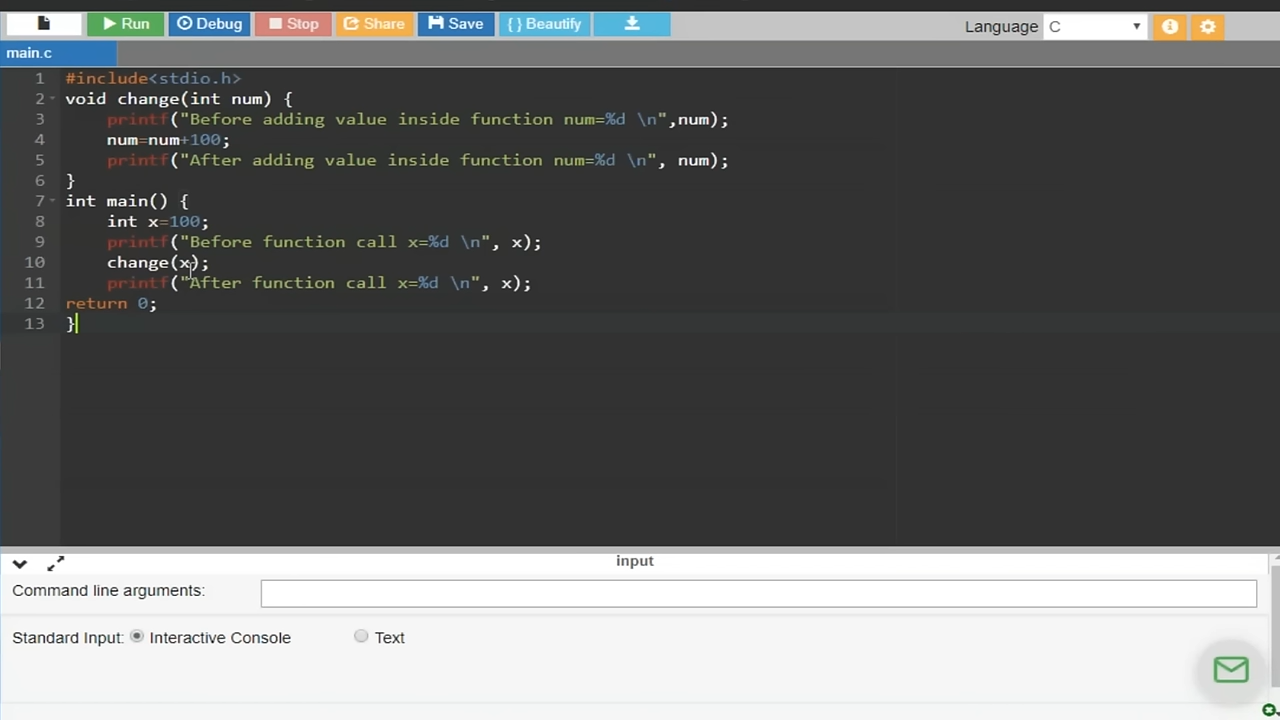 Run Debug Stop Share Save { } Beautify Language C
main.c
1 #include<stdio.h>
2 void change(int num) {
3 printf("Before adding value inside function num=%d \n",num);
4 num=num+100;
5 printf("After adding value inside function num=%d \n", num);
6 }
7 int main() {
8 int x=100;
9 printf("Before function call x=%d \n", x);
10 change(x);
11 printf("After function call x=%d \n", x);
12 return 0;
13 }
input
Command line arguments:
Standard Input: Interactive Console Text